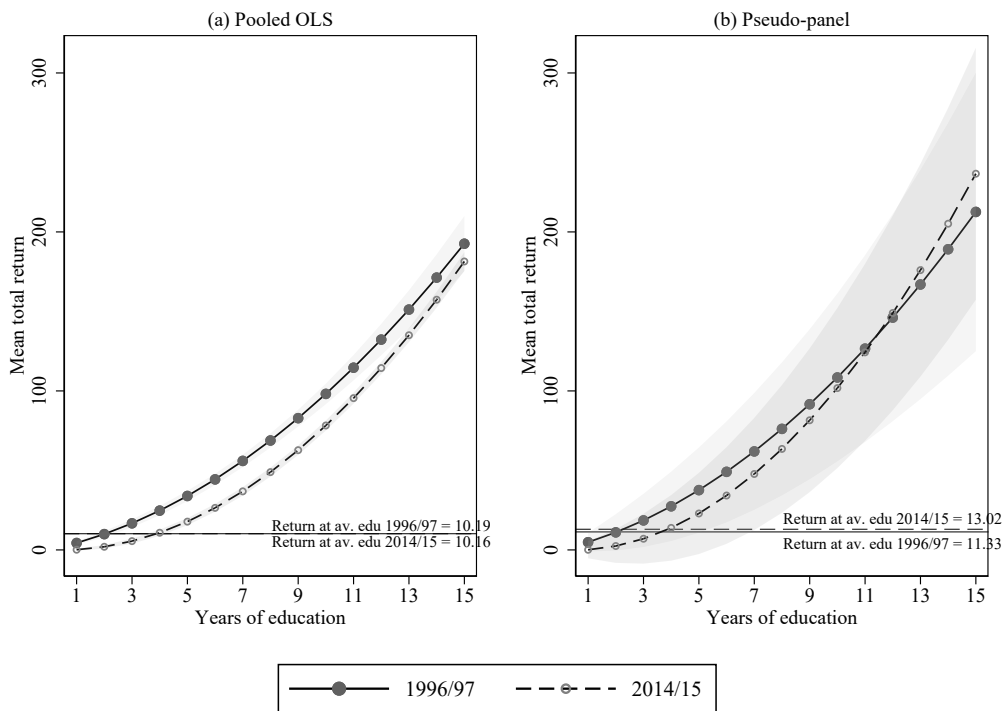 (a) Pooled OLS
300
200
100
0
Mean total return
Return at av. edu 1996/97 = 10.19
Return at av. edu 2014/15 = 10.16
1 3 5 7 9 11 13 15
Years of education
(b) Pseudo-panel
300
200
100
0
Mean total return
Return at av. edu 2014/15 = 13.02
Return at av. edu 1996/97 = 11.33
1 3 5 7 9 11 13 15
Years of education
1996/97 2014/15